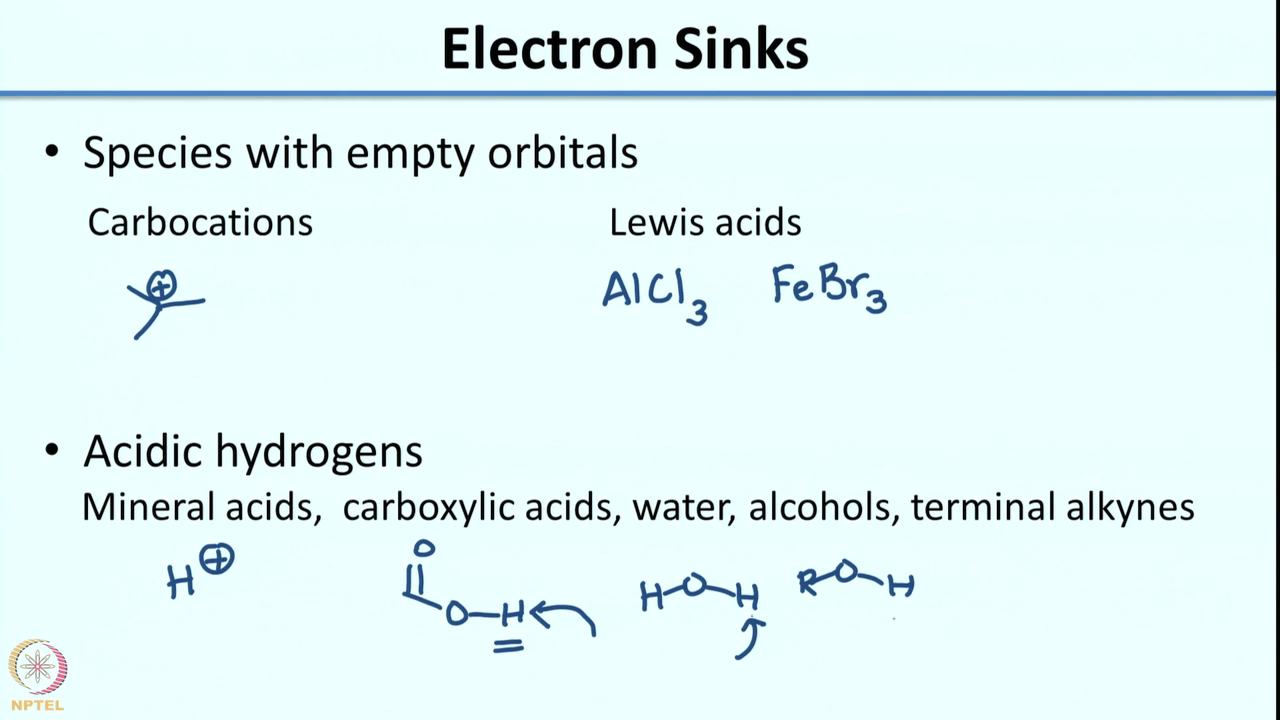 Electron Sinks
• Species with empty orbitals
Carbocations Lewis acids
⊕ AlCl3 FeBr3
• Acidic hydrogens
Mineral acids, carboxylic acids, water, alcohols, terminal alkynes
H⊕ O O–H H–O–H R–O–H
NPTEL